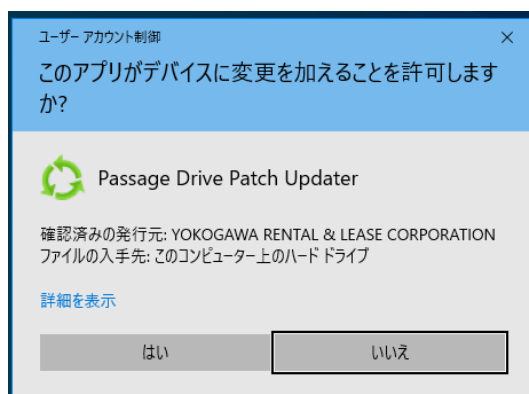 ユーザー アカウント制御
このアプリがデバイスに変更を加えることを許可します
か?
Passage Drive Patch Updater
確認済みの発行元: YOKOGAWA RENTAL & LEASE CORPORATION
ファイルの入手先: このコンピューター上のハード ドライブ
詳細を表示
はい
いいえ